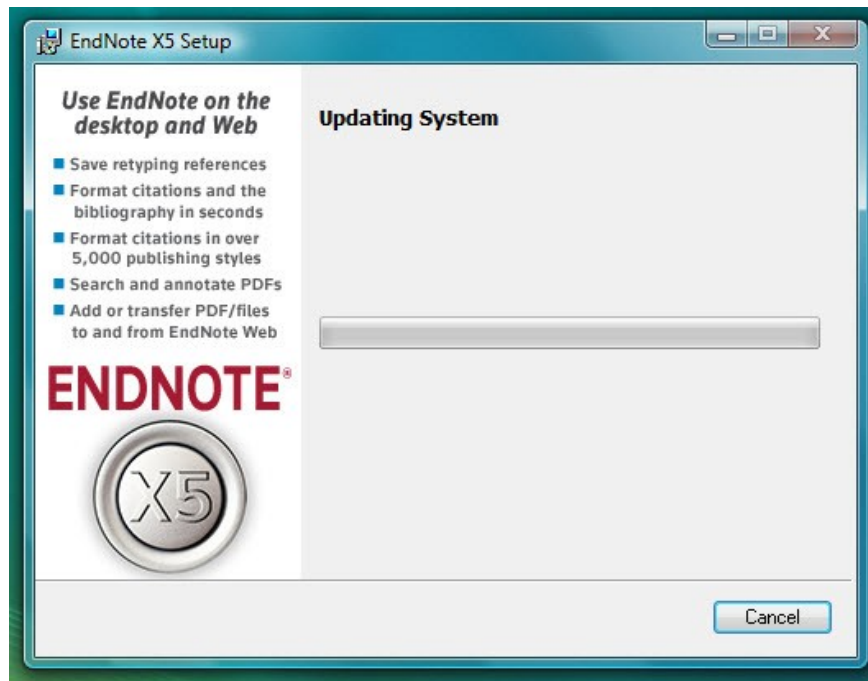 EndNote X5 Setup
Use EndNote on the
desktop and Web
Save retyping references
Format citations and the
bibliography in seconds
Format citations in over
5,000 publishing styles
Search and annotate PDFs
Add or transfer PDF/files
to and from EndNote Web
ENDNOTE®
X5
Updating System
Cancel